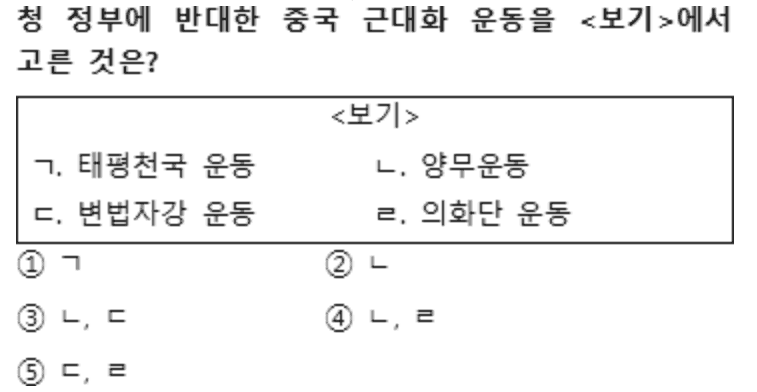 청 정부에 반대한 중국 근대화 운동을 <보기>에서
고른 것은?
<보기>
ㄱ. 태평천국 운동 ㄴ. 양무운동
ㄷ. 변법자강 운동 ㄹ. 의화단 운동
① ㄱ ② ㄴ
③ ㄴ, ㄷ ④ ㄴ, ㄹ
⑤ ㄷ, ㄹ